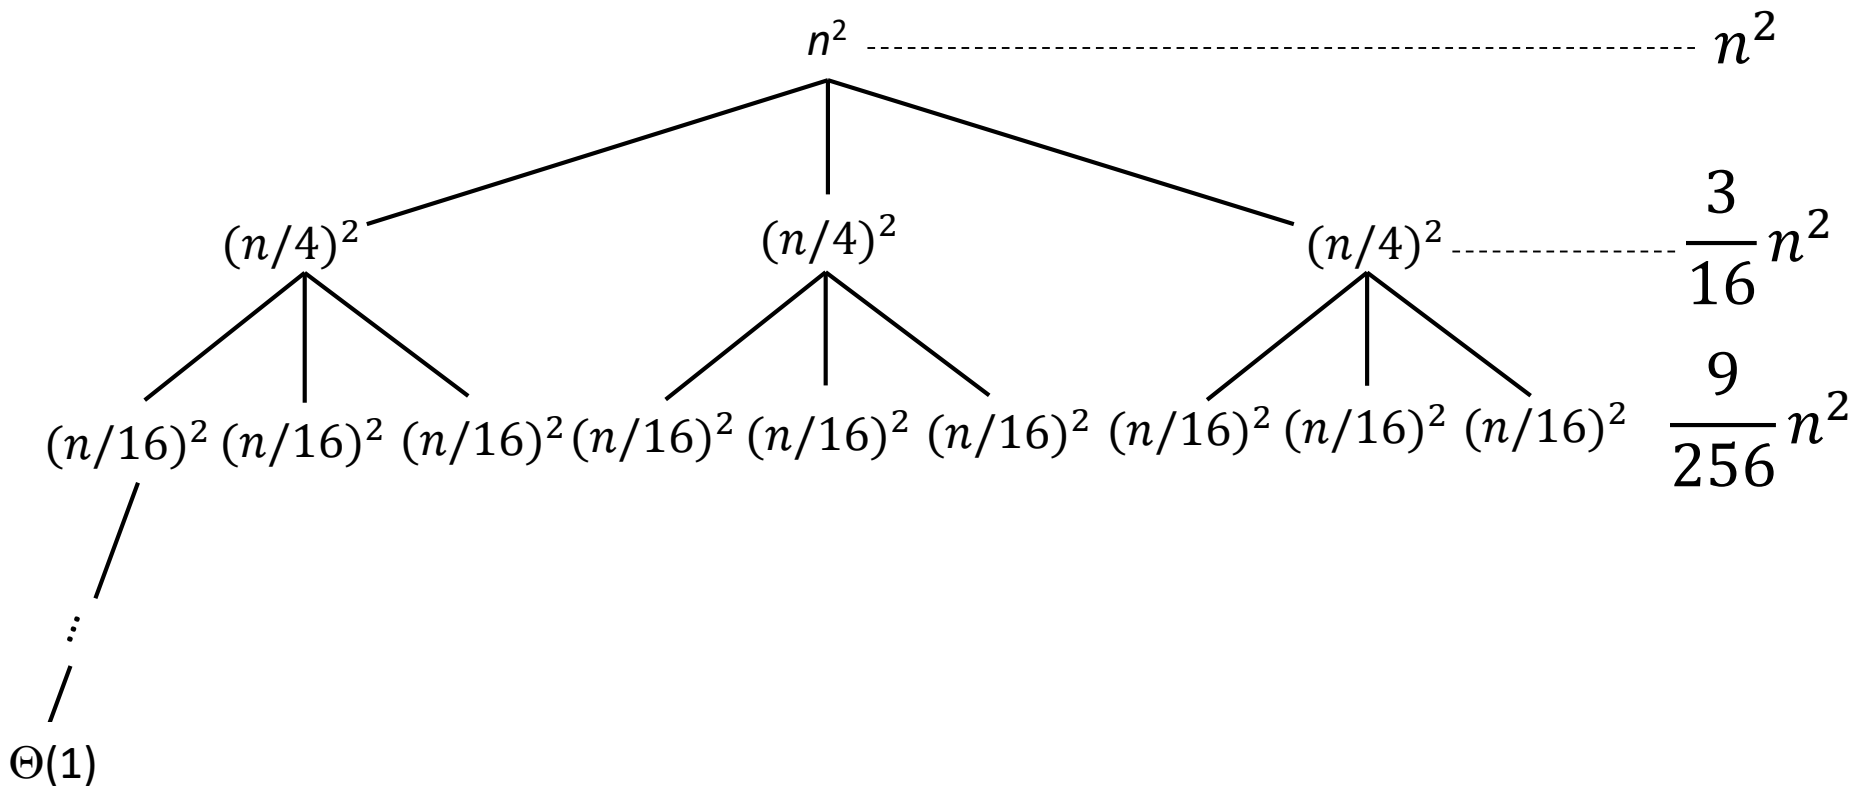 n² n²
(n/4)² (n/4)² (n/4)² 3/16 n²
(n/16)² (n/16)² (n/16)² (n/16)² (n/16)² (n/16)² (n/16)² (n/16)² (n/16)² 9/256 n²
⋮
Θ(1)